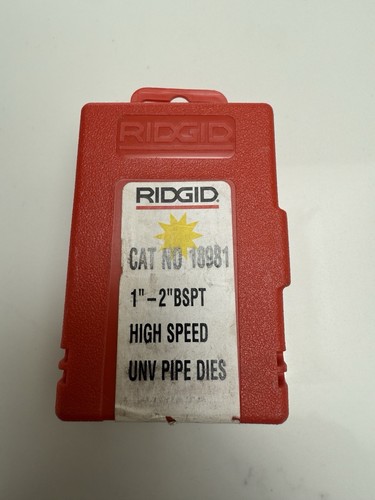 RIDGID
RIDGID.
CAT NO 18981
1"-2"BSPT
HIGH SPEED
UNV PIPE DIES